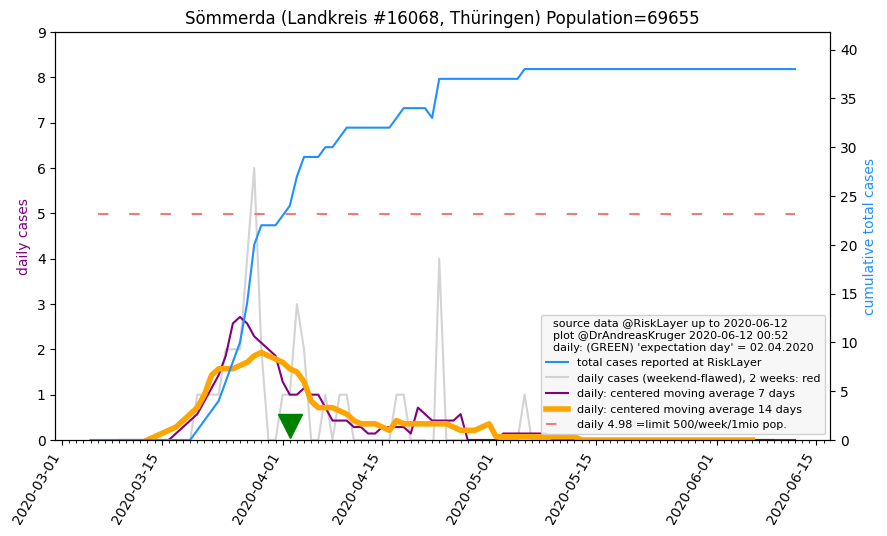 Sömmerda (Landkreis #16068, Thüringen) Population=69655
daily cases
9
8
7
6
5
4
3
2
1
0
40
35
30
25
20
15
10
5
0
cumulative total cases
source data @RiskLayer up to 2020-06-12
plot @DrAndreasKruger 2020-06-12 00:52
daily: (GREEN) 'expectation day' = 02.04.2020
total cases reported at RiskLayer
daily cases (weekend-flawed), 2 weeks: red
daily: centered moving average 7 days
daily: centered moving average 14 days
daily 4.98 =limit 500/week/1mio pop.
2020-03-01
2020-03-15
2020-04-01
2020-04-15
2020-05-01
2020-05-15
2020-06-01
2020-06-15